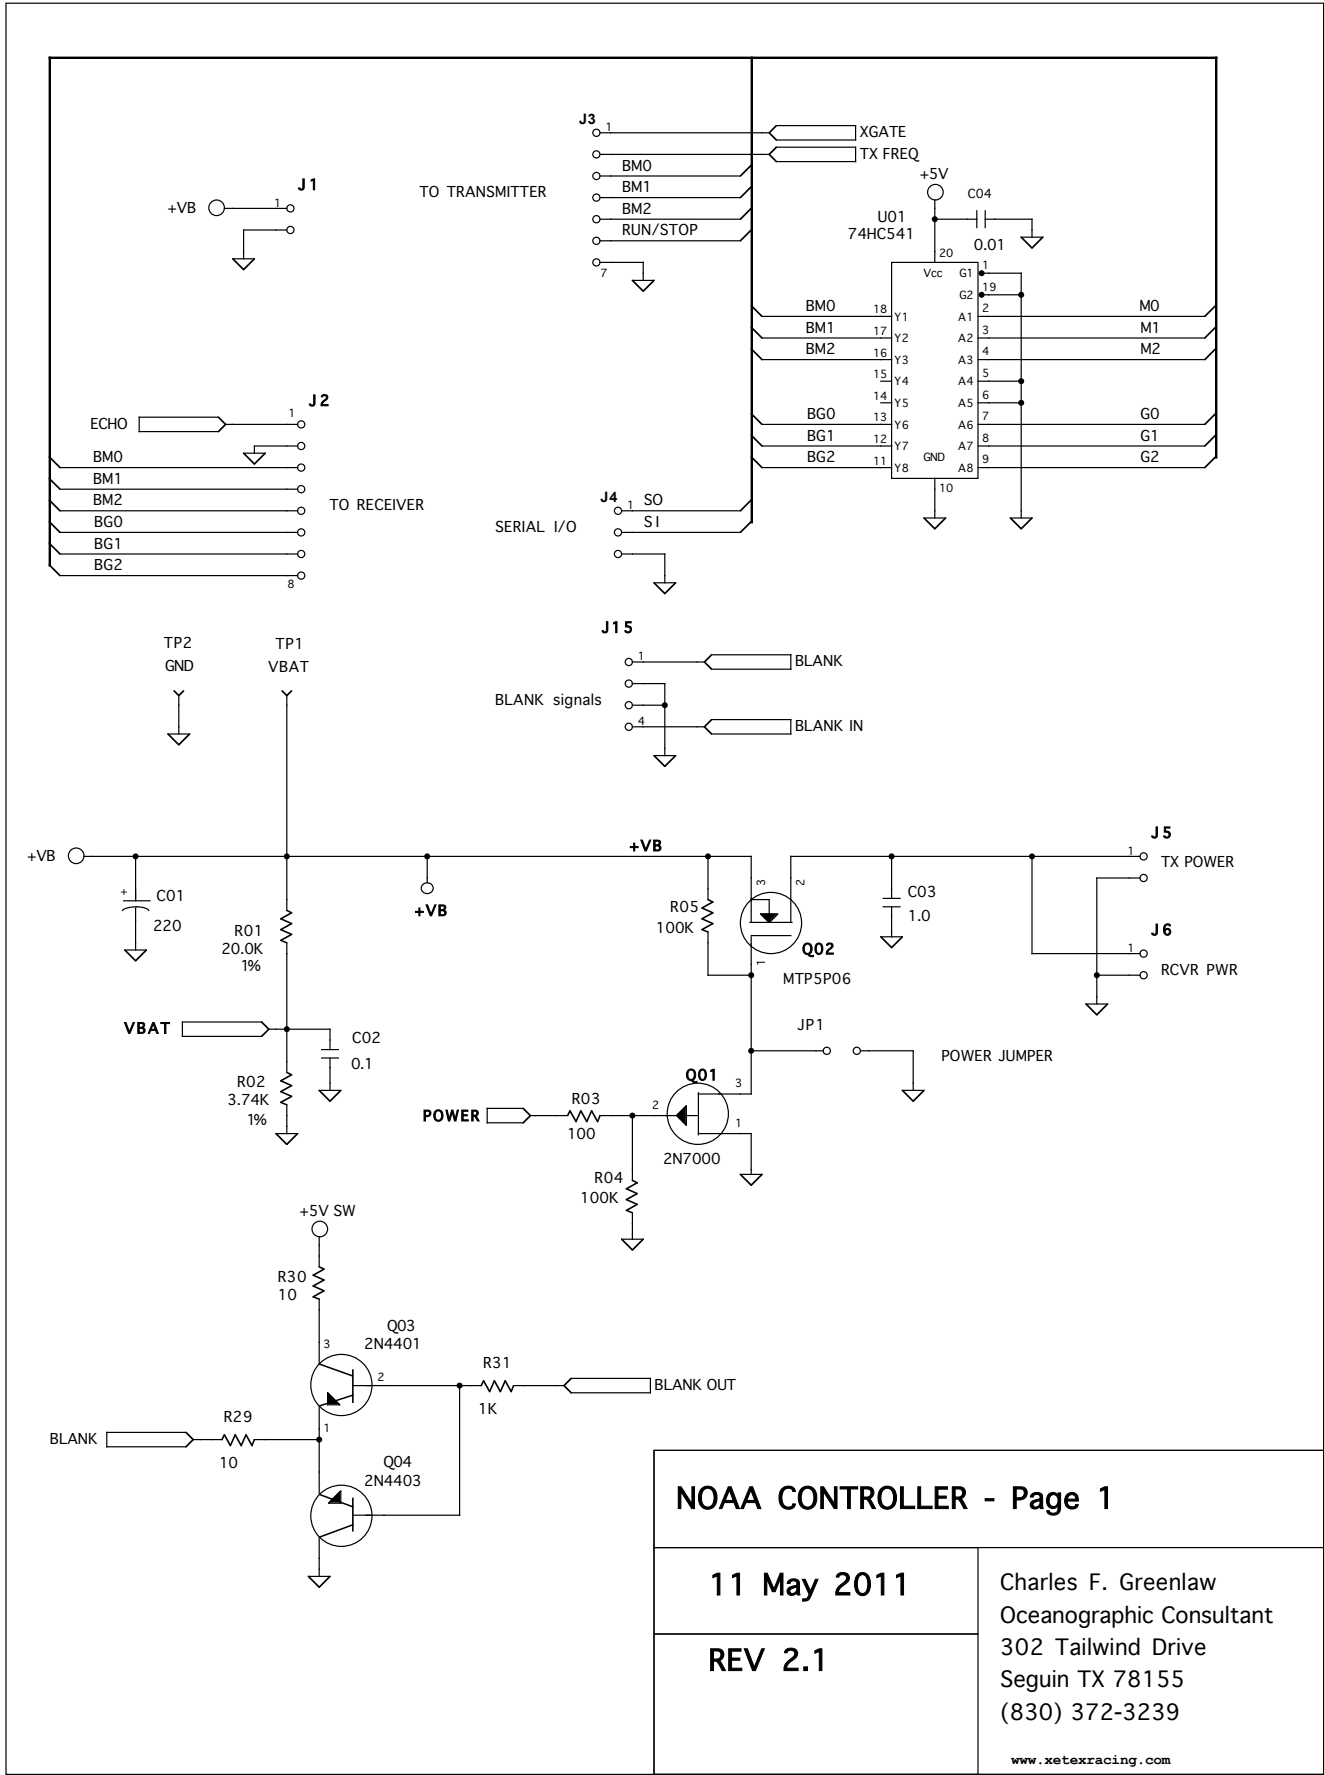 J3
1
XGATE
TX FREQ
BM0
BM1
BM2
RUN/STOP
7
TO TRANSMITTER
J1
+VB
1
+5V
C04
0.01
U01
74HC541
20
Vcc
G1
1
G2
19
BM0
18
Y1
A1
2
M0
BM1
17
Y2
A2
3
M1
BM2
16
Y3
A3
4
M2
15
Y4
A4
5
14
Y5
A5
6
BG0
13
Y6
A6
7
G0
BG1
12
Y7
A7
8
G1
BG2
11
Y8
GND
A8
9
G2
10
J2
ECHO
1
BM0
BM1
BM2
BG0
BG1
BG2
8
TO RECEIVER
J4
1
SO
SI
SERIAL I/O
J15
1
BLANK
BLANK signals
4
BLANK IN
TP2
GND
TP1
VBAT
+VB
+
C01
220
R01
20.0K
1%
+VB
+VB
R05
100K
3
2
1
Q02
MTP5P06
C03
1.0
J5
1
TX POWER
J6
1
RCVR PWR
VBAT
C02
0.1
R02
3.74K
1%
JP1
POWER JUMPER
POWER
R03
100
Q01
2
3
1
2N7000
R04
100K
+5V SW
R30
10
Q03
2N4401
3
2
1
R31
1K
BLANK OUT
BLANK
R29
10
Q04
2N4403
NOAA CONTROLLER - Page 1
11 May 2011
REV 2.1
Charles F. Greenlaw
Oceanographic Consultant
302 Tailwind Drive
Seguin TX 78155
(830) 372-3239
www.xetexracing.com